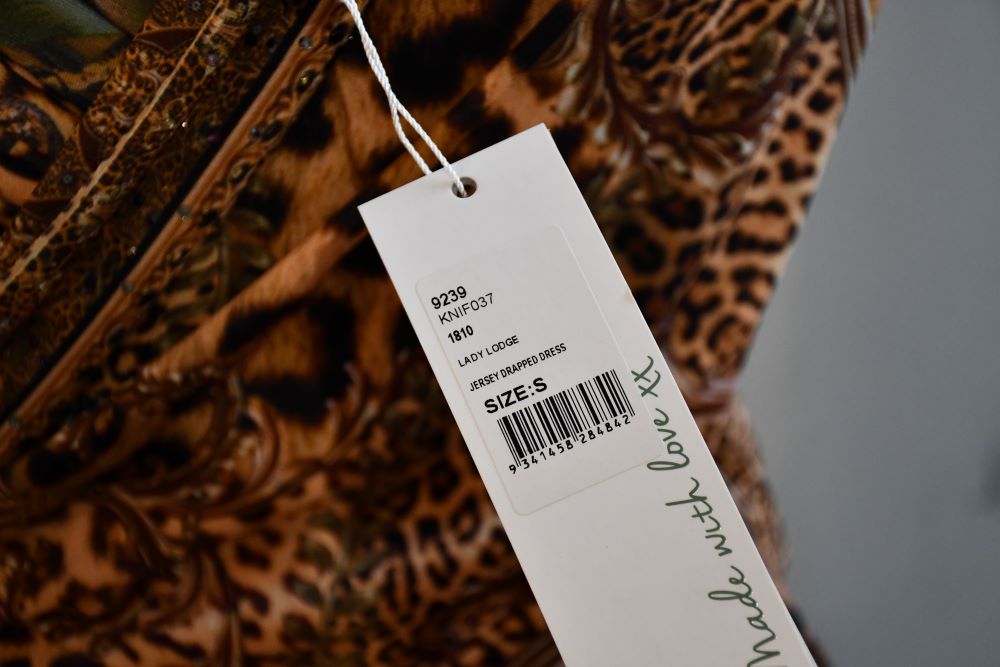 9239
KNIF037
1810
LADY LODGE
JERSEY DRAPPED DRESS
SIZE:S
9 341458 284842
Made with love xx